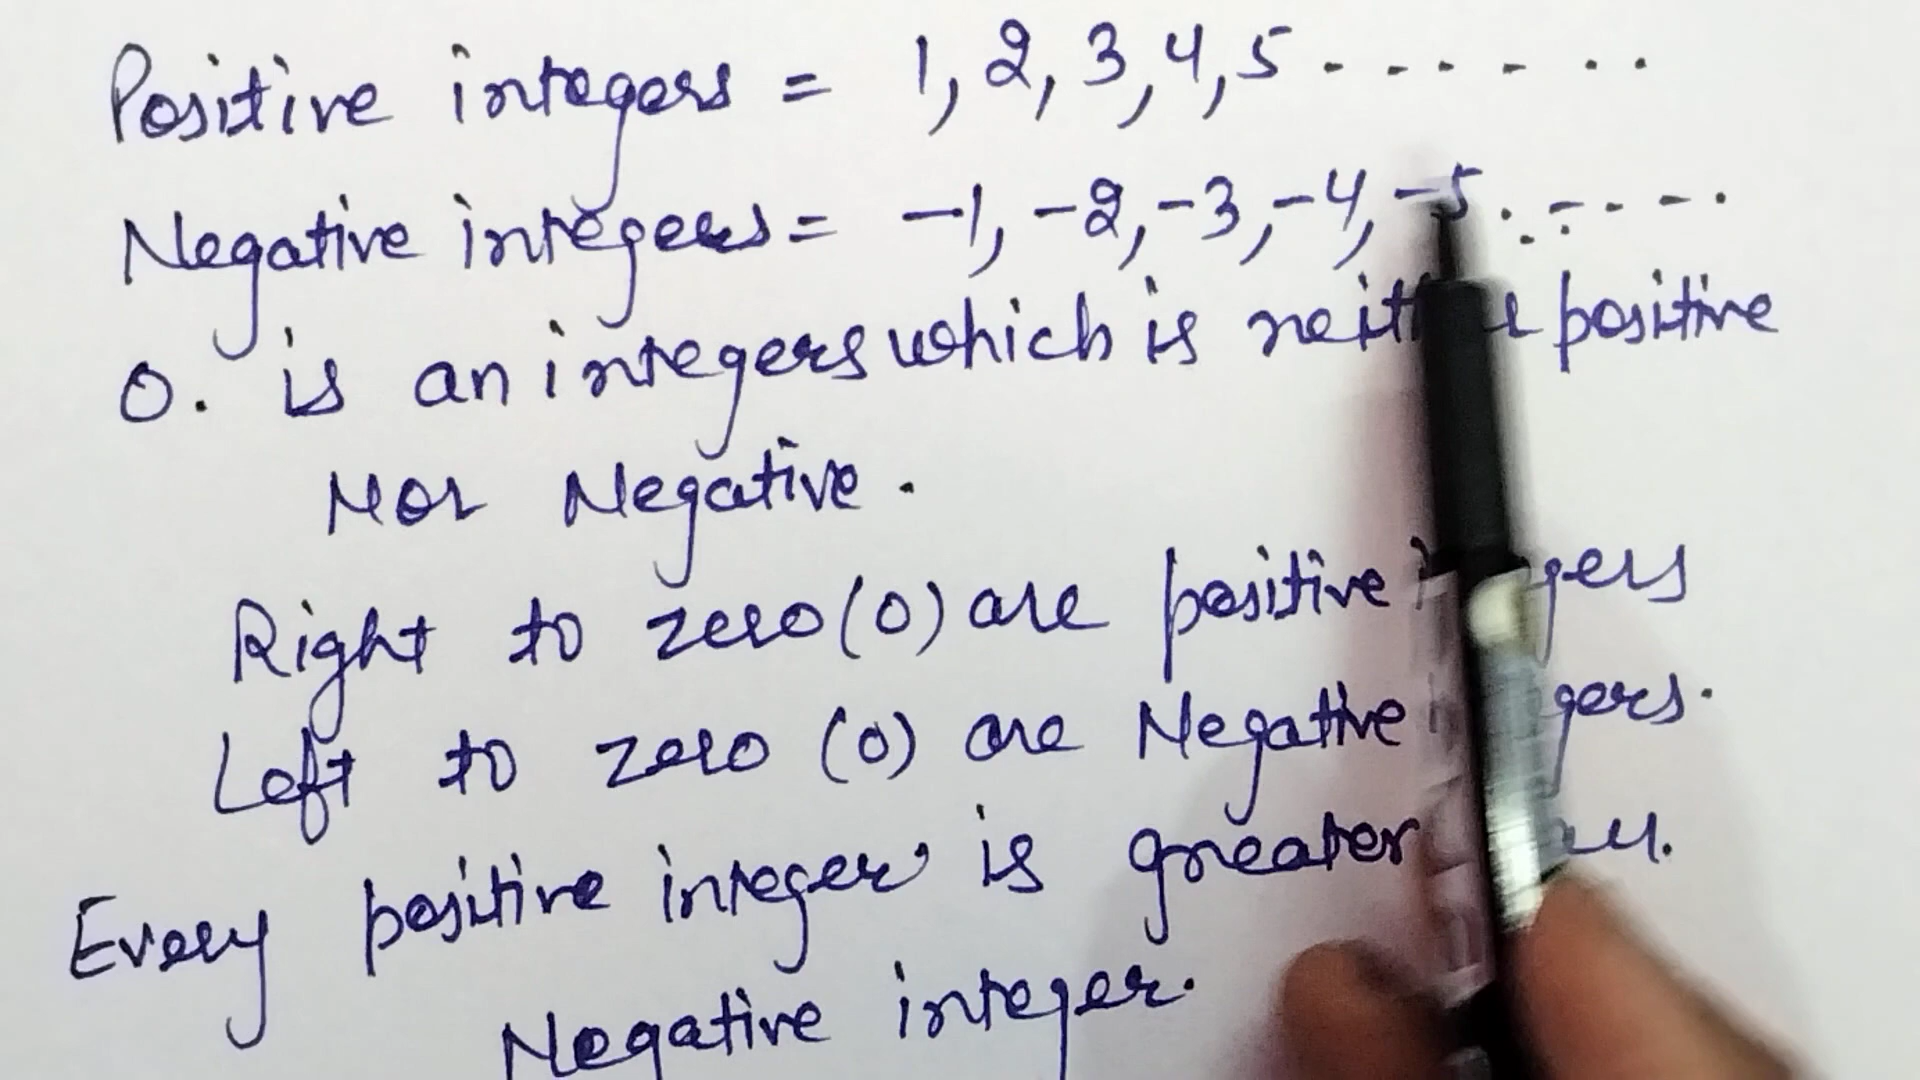 Positive integers = 1, 2, 3, 4, 5 - - - - - . .
Negative integers = -1, -2, -3, -4, -5 . - - - - .
0. is an integers which is positive
Nor Negative.
Right to zero (0) are positive
Left to zero (0) are Negative
Every positive integer is greater
Negative integer.